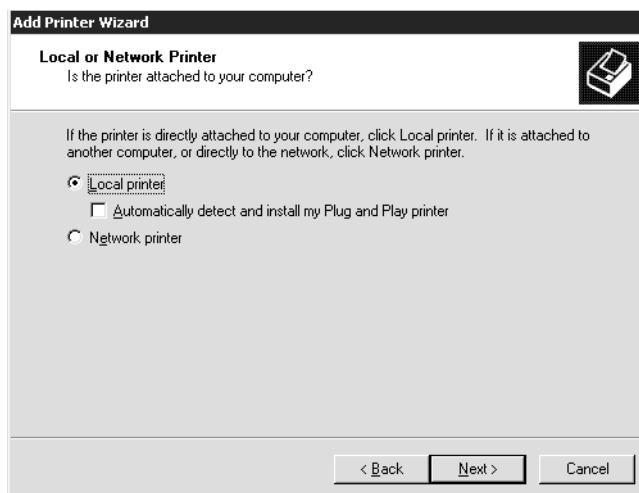 Add Printer Wizard
Local or Network Printer
Is the printer attached to your computer?
If the printer is directly attached to your computer, click Local printer. If it is attached to
another computer, or directly to the network, click Network printer.
Local printer
Automatically detect and install my Plug and Play printer
Network printer
< Back Next > Cancel